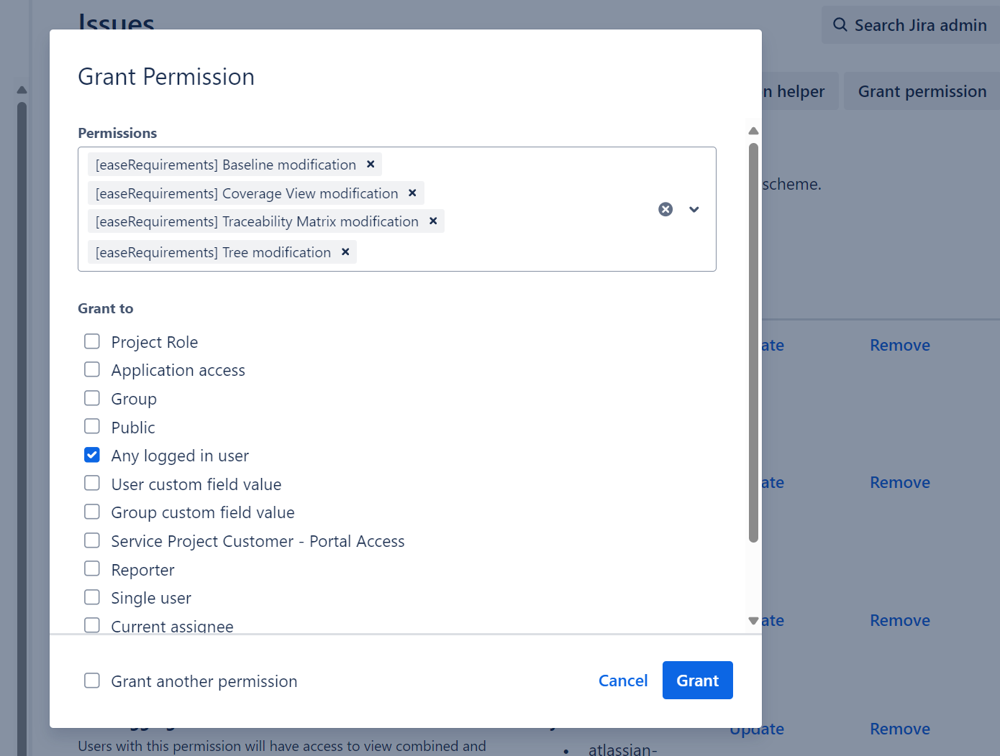 Issues
Search Jira admin
Grant Permission
n helper
Grant permission
Permissions
[easeRequirements] Baseline modification
[easeRequirements] Coverage View modification
scheme.
[easeRequirements] Traceability Matrix modification
[easeRequirements] Tree modification
Grant to
Project Role
ate
Remove
Application access
Group
Public
Any logged in user
User custom field value
ate
Remove
Group custom field value
Service Project Customer - Portal Access
Reporter
Single user
Current assignee
ate
Remove
Grant another permission
Cancel
Grant
Update
Remove
Users with this permission will have access to view combined and
atlassian-